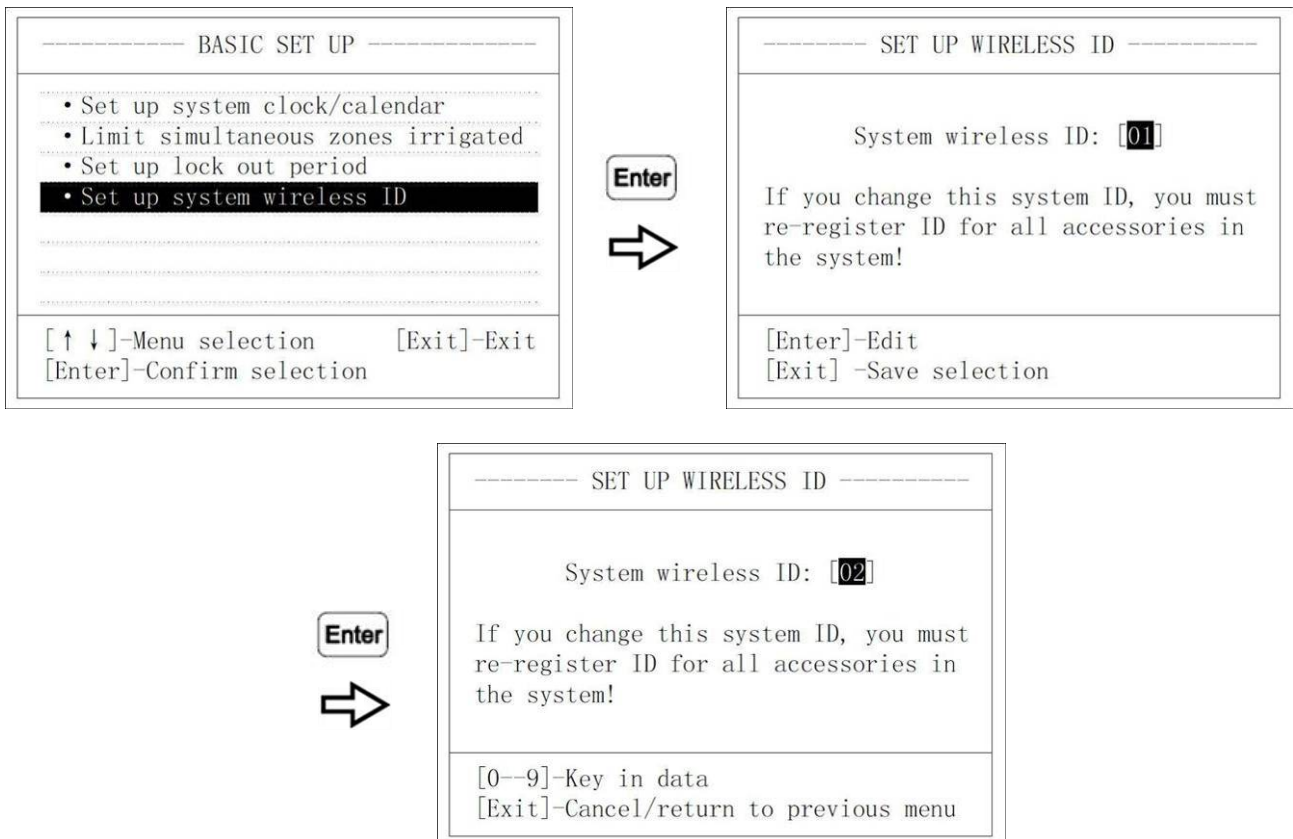 ----------- BASIC SET UP -------------
• Set up system clock/calendar
• Limit simultaneous zones irrigated
• Set up lock out period
• Set up system wireless ID
[↑ ↓]-Menu selection [Exit]-Exit
[Enter]-Confirm selection
Enter
-------- SET UP WIRELESS ID ----------
System wireless ID: [01]
If you change this system ID, you must
re-register ID for all accessories in
the system!
[Enter]-Edit
[Exit] -Save selection
Enter
-------- SET UP WIRELESS ID ----------
System wireless ID: [02]
If you change this system ID, you must
re-register ID for all accessories in
the system!
[0--9]-Key in data
[Exit]-Cancel/return to previous menu